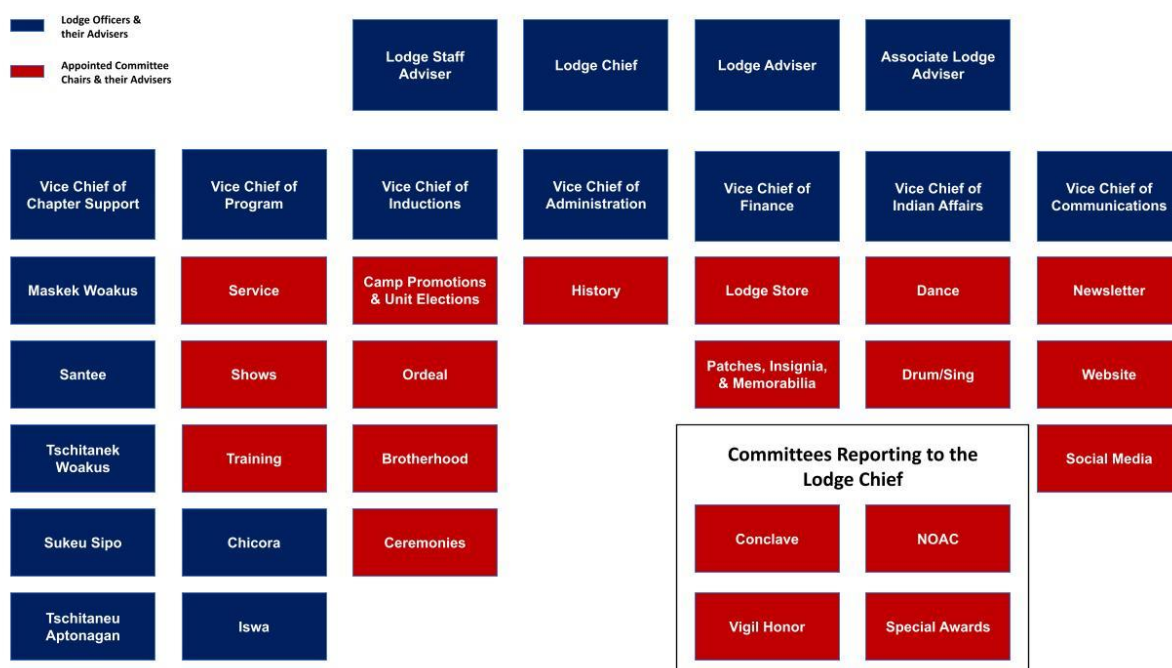 Lodge Officers &
their Advisers
Appointed Committee
Chairs & their Advisers
Lodge Staff
Adviser
Lodge Chief
Lodge Adviser
Associate Lodge
Adviser
Vice Chief of
Chapter Support
Vice Chief of
Program
Vice Chief of
Inductions
Vice Chief of
Administration
Vice Chief of
Finance
Vice Chief of
Indian Affairs
Vice Chief of
Communications
Maskek Woakus
Service
Camp Promotions
& Unit Elections
History
Lodge Store
Dance
Newsletter
Santee
Shows
Ordeal
Patches, Insignia,
& Memorabilia
Drum/Sing
Website
Tschitanek
Woakus
Training
Brotherhood
Committees Reporting to the
Lodge Chief
Social Media
Sukeu Sipo
Chicora
Ceremonies
Conclave
NOAC
Tschitaneu
Aptonagan
Iswa
Vigil Honor
Special Awards